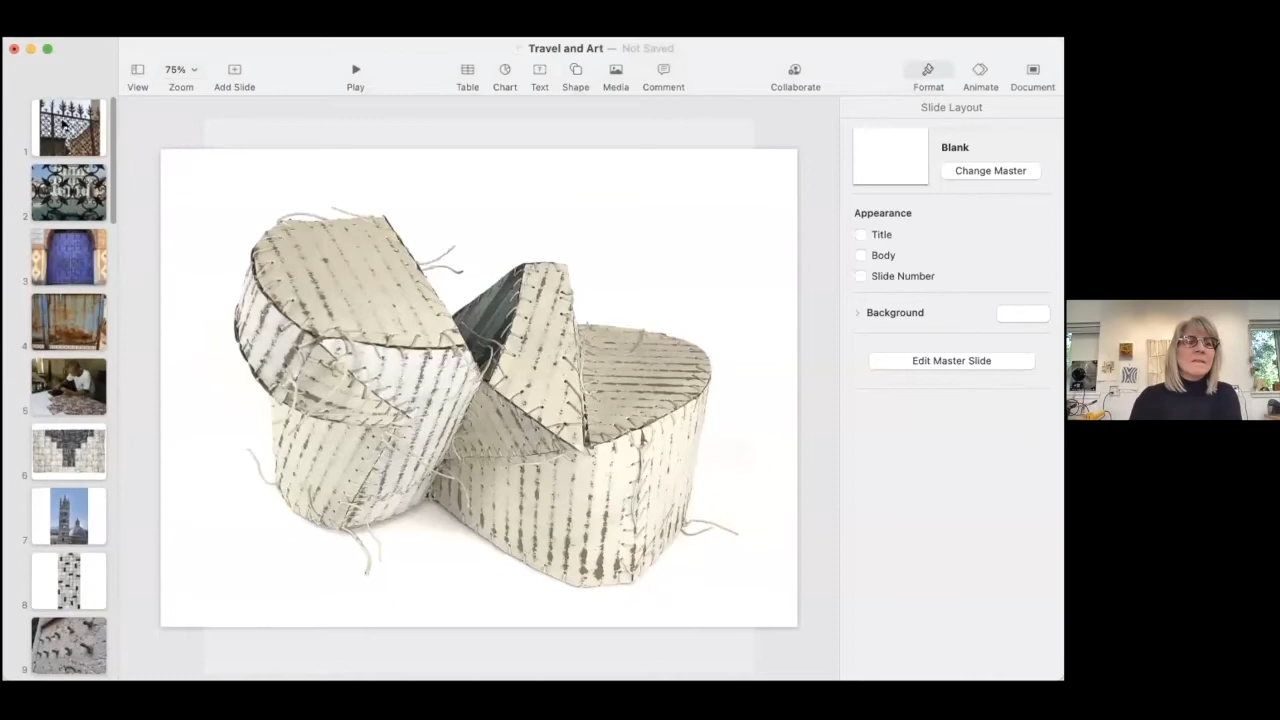 Travel and Art — Not Saved
75%
View
Zoom
Add Slide
Play
Table
Chart
Text
Shape
Media
Comment
Collaborate
Format
Animate
Document
1
2
3
4
5
6
7
8
9
Slide Layout
Blank
Change Master
Appearance
Title
Body
Slide Number
Background
Edit Master Slide